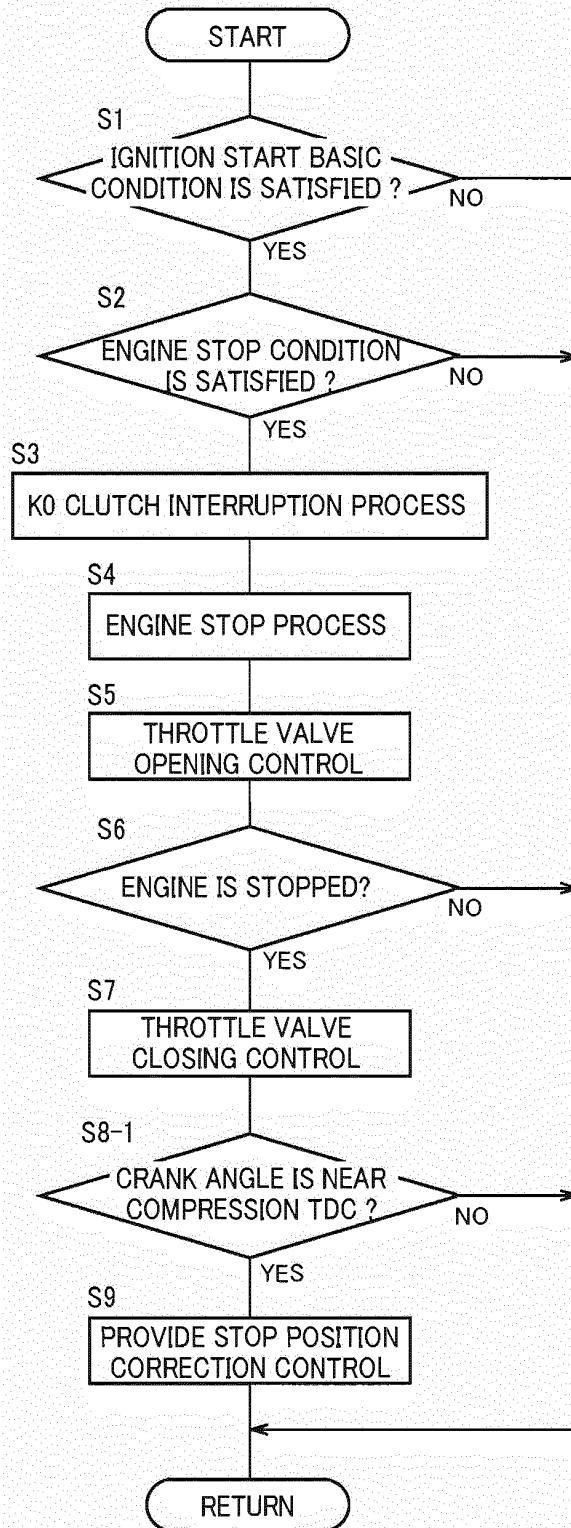 START
S1
IGNITION START BASIC
CONDITION IS SATISFIED ?
NO
YES
S2
ENGINE STOP CONDITION
IS SATISFIED ?
NO
YES
S3
K0 CLUTCH INTERRUPTION PROCESS
S4
ENGINE STOP PROCESS
S5
THROTTLE VALVE
OPENING CONTROL
S6
ENGINE IS STOPPED?
NO
YES
S7
THROTTLE VALVE
CLOSING CONTROL
S8-1
CRANK ANGLE IS NEAR
COMPRESSION TDC ?
NO
YES
S9
PROVIDE STOP POSITION
CORRECTION CONTROL
RETURN